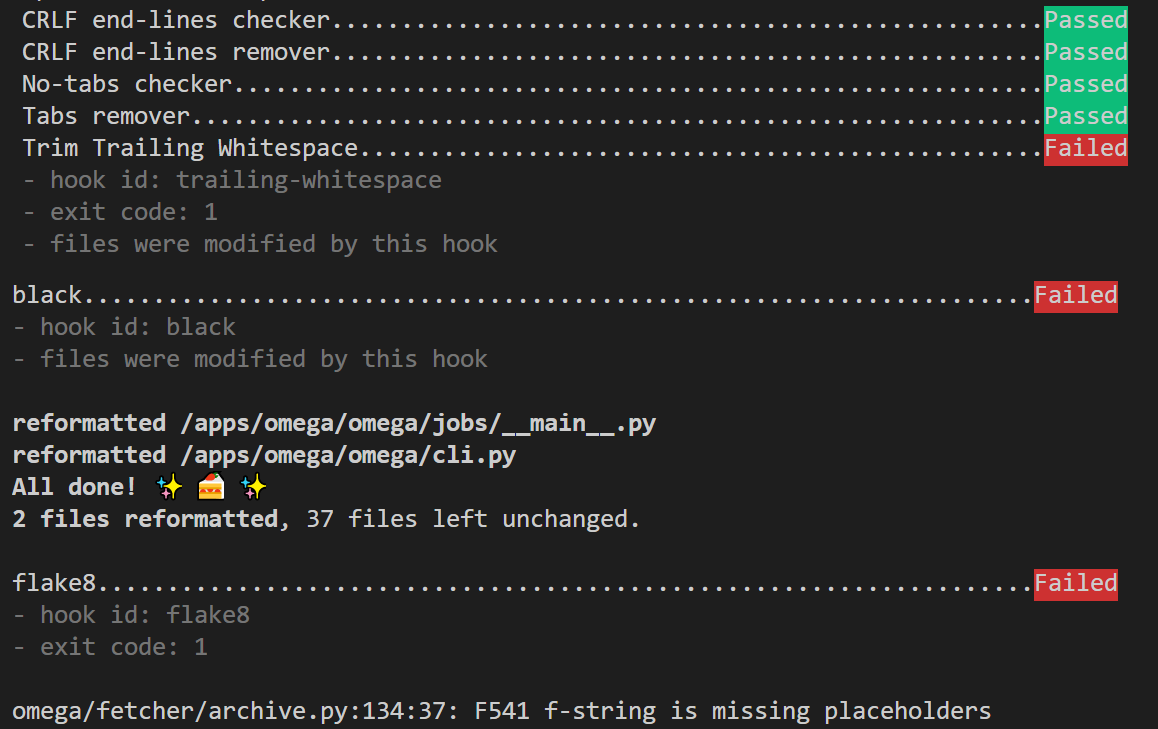 CRLF end-lines checker...................................................Passed
CRLF end-lines remover...................................................Passed
No-tabs checker..........................................................Passed
Tabs remover.............................................................Passed
Trim Trailing Whitespace.................................................Failed
- hook id: trailing-whitespace
- exit code: 1
- files were modified by this hook
black....................................................................Failed
- hook id: black
- files were modified by this hook
reformatted /apps/omega/omega/jobs/__main__.py
reformatted /apps/omega/omega/cli.py
All done! ✨ 🍰 ✨
2 files reformatted, 37 files left unchanged.
flake8...................................................................Failed
- hook id: flake8
- exit code: 1
omega/fetcher/archive.py:134:37: F541 f-string is missing placeholders